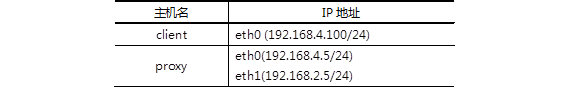 主机名 IP 地址
client eth0 (192.168.4.100/24)
proxy eth0(192.168.4.5/24)
eth1(192.168.2.5/24)